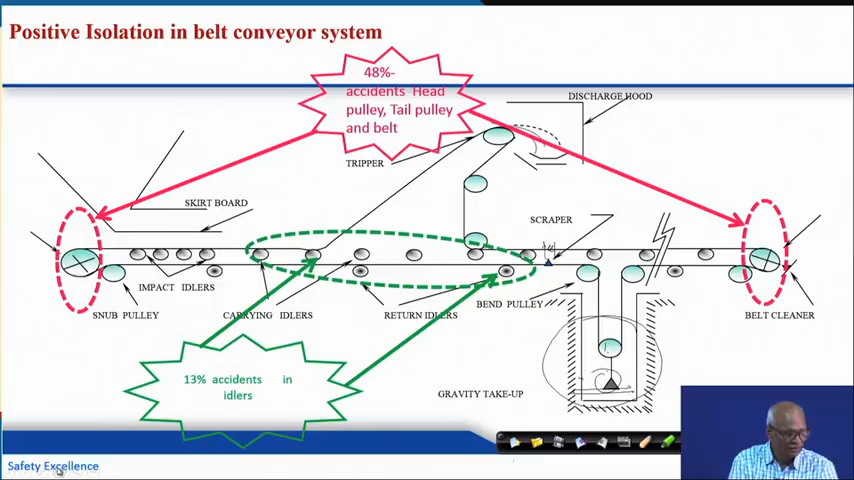 Positive Isolation in belt conveyor system
48%-
accidents Head
pulley, Tail pulley
and belt
DISCHARGE HOOD
TRIPPER
SKIRT BOARD
SCRAPER
IMPACT IDLERS
SNUB PULLEY
CARRYING IDLERS
RETURN IDLERS
BEND PULLEY
BELT CLEANER
13% accidents in
idlers
GRAVITY TAKE-UP
Safety Excellence